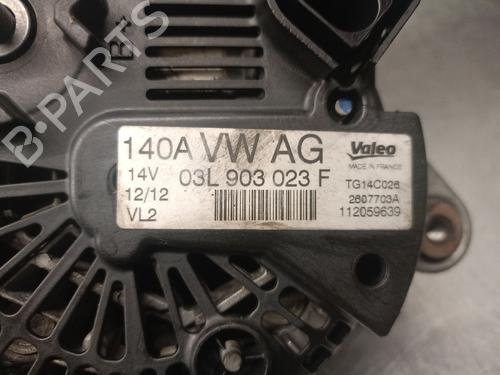 B+
140A VW AG
14V 03L 903 023 F
12/12
VL2
Valeo
MADE IN FRANCE
TG14C026
2607703A
112059639
B-PARTS